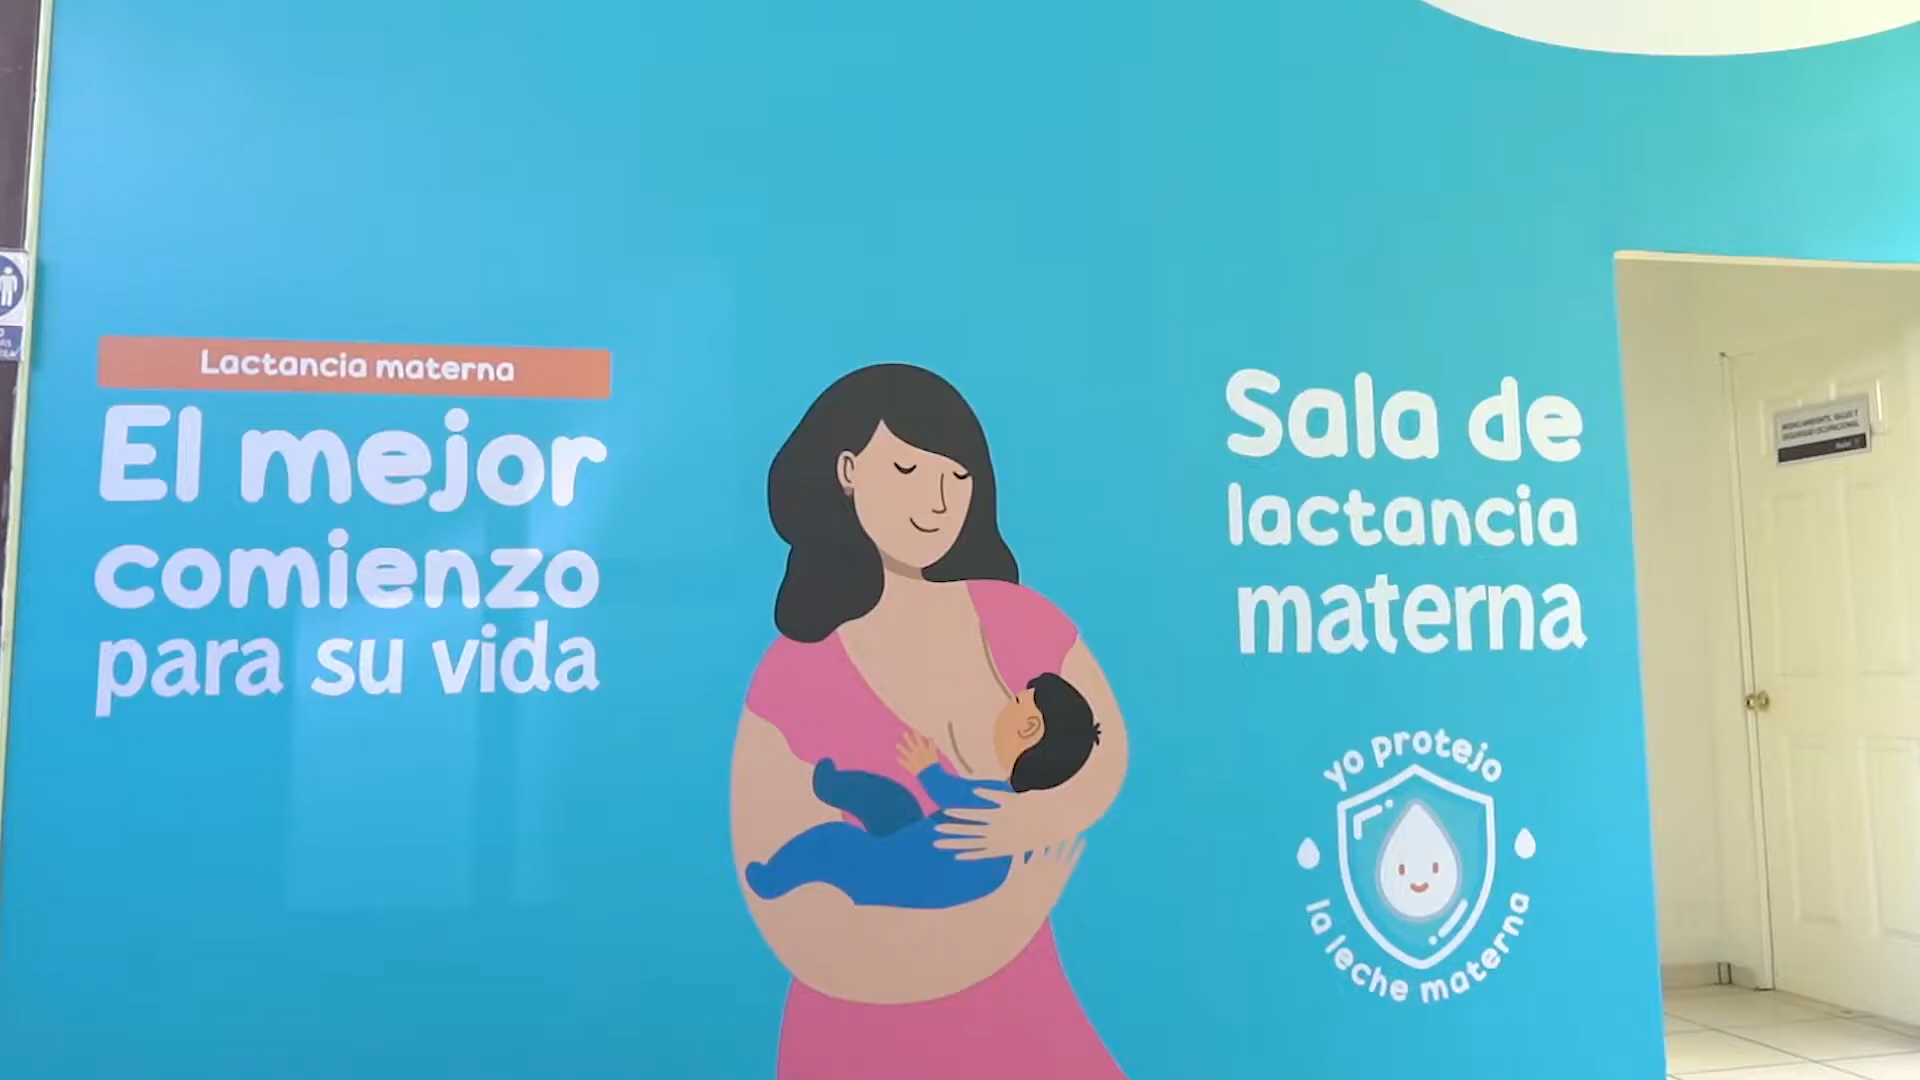 Lactancia materna
El mejor
comienzo
para su vida
Sala de
lactancia
materna
yo protejo
la leche materna